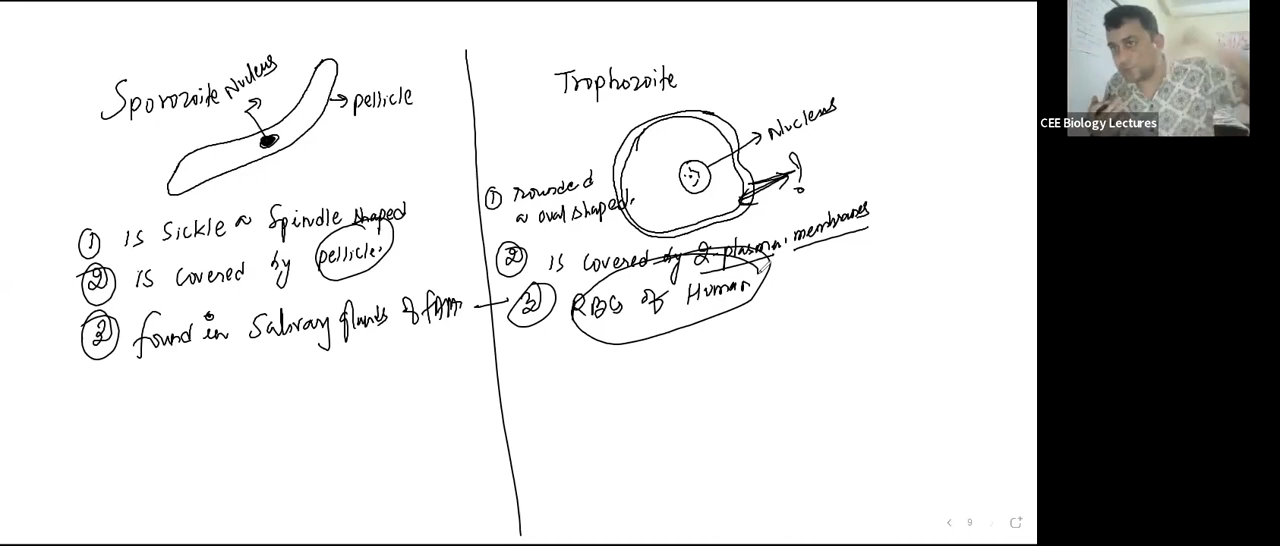 Sporozoite
Nucleus
pellicle
① is sickle or Spindle shaped
② is covered by pellicle.
③ found in Salivary glands of fAM
Trophozoite
Nucleus
?
① rounded
or oval shaped.
② is covered by 2-plasma membranes
③ RBCs of Human
CEE Biology Lectures
9